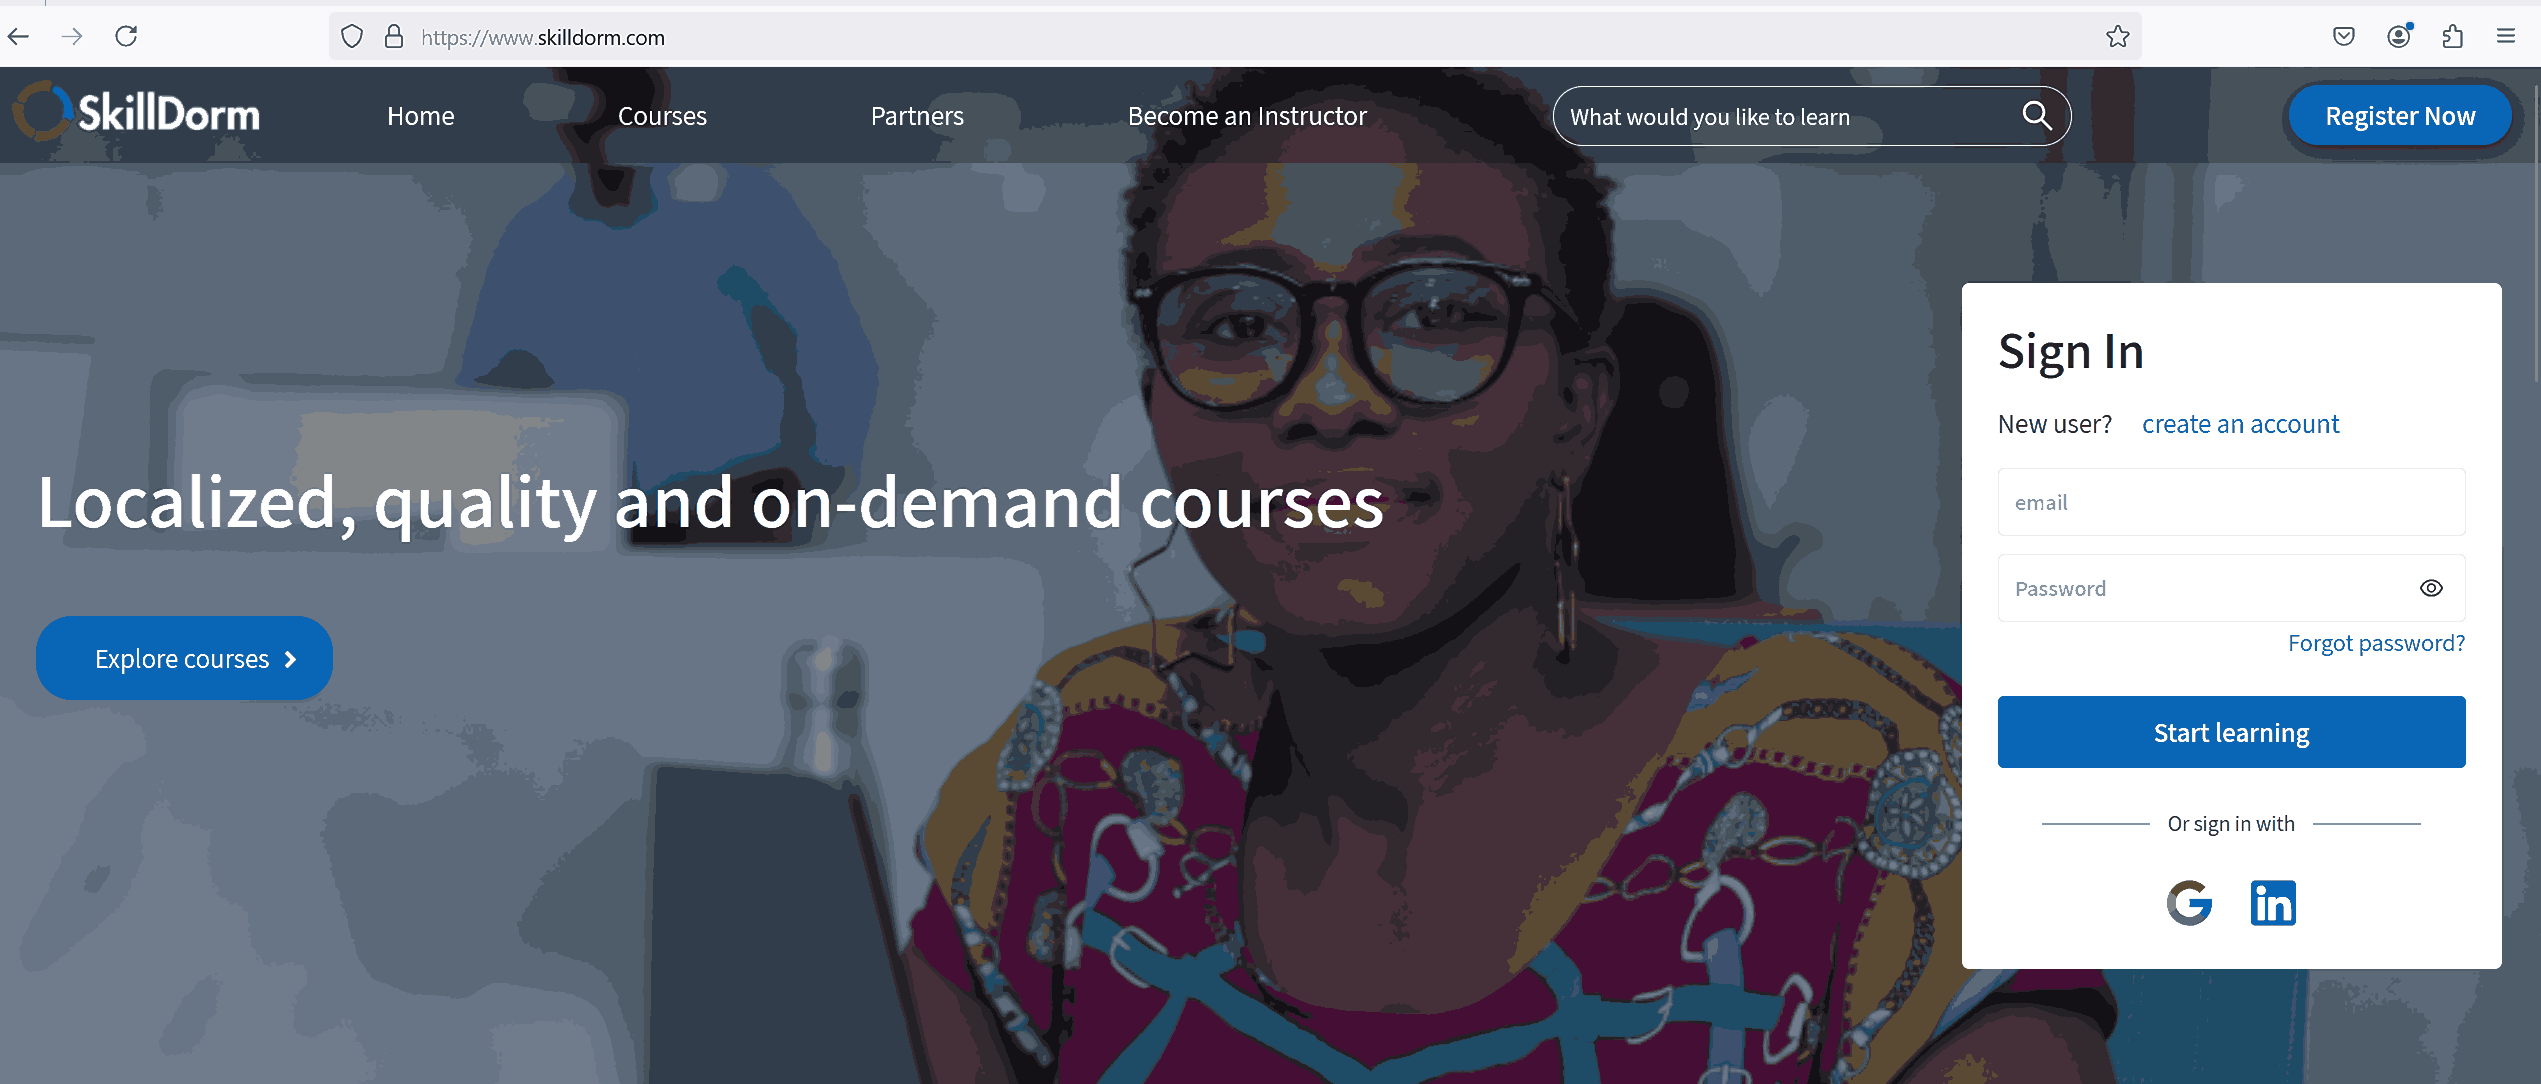 https://www.skilldorm.com
SkillDorm
Home
Courses
Partners
Become an Instructor
What would you like to learn
Register Now
Localized, quality and on-demand courses
Explore courses
Sign In
New user? create an account
email
Password
Forgot password?
Start learning
Or sign in with
G
in